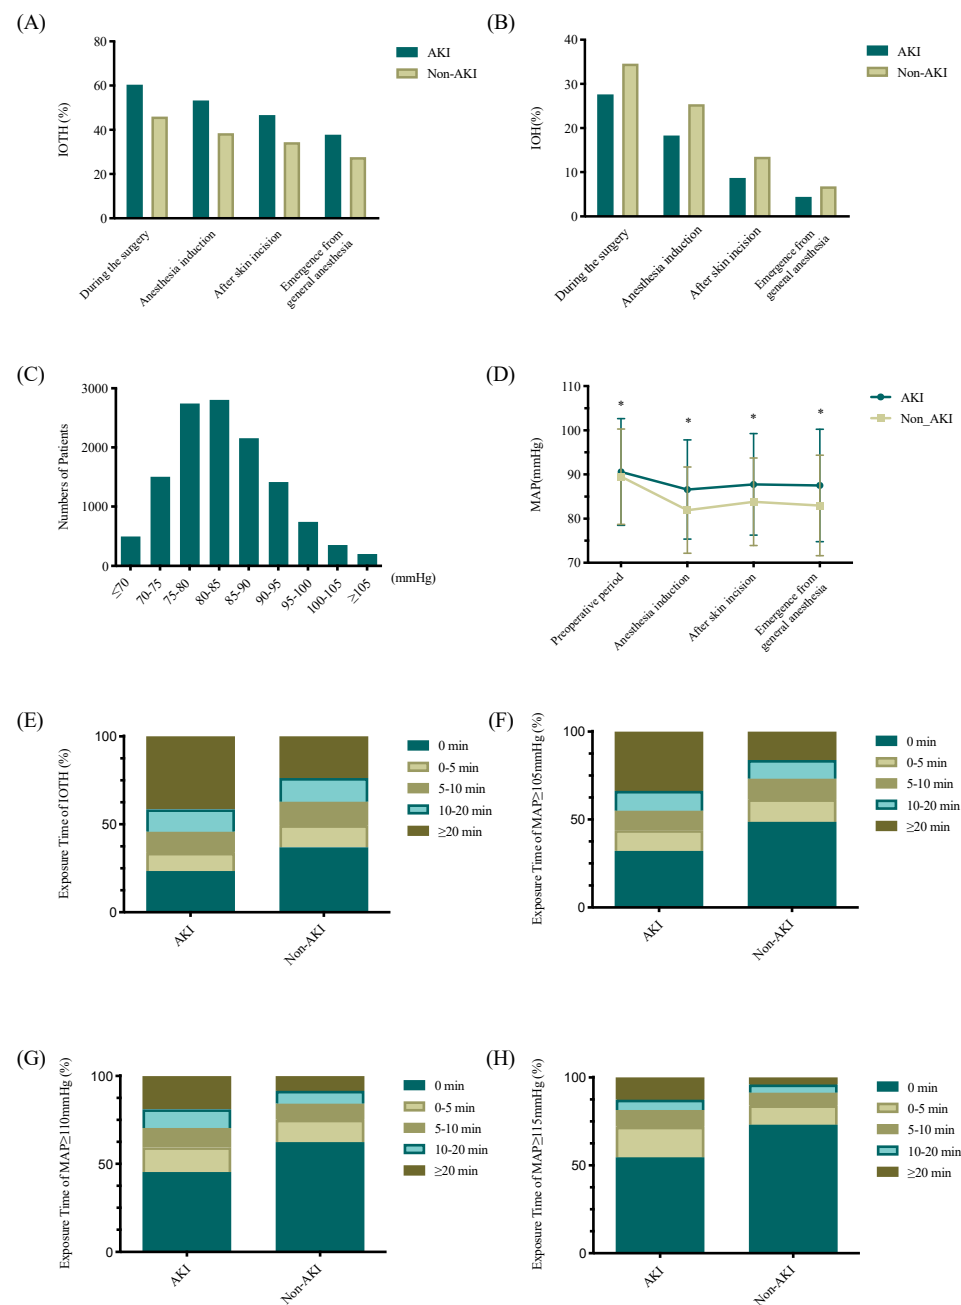 (A)
IOTH (%)
80
60
40
20
0
AKI
Non-AKI
During the surgery
Anesthesia induction
After skin incision
Emergence from
general anesthesia
(B)
IOH(%)
40
30
20
10
0
AKI
Non-AKI
During the surgery
Anesthesia induction
After skin incision
Emergence from
general anesthesia
(C)
Numbers of Patients
3000
2000
1000
0
≤70
70-75
75-80
80-85
85-90
90-95
95-100
100-105
≥105
(mmHg)
(D)
MAP(mmHg)
110
100
90
80
70
*
*
*
*
AKI
Non_AKI
Preoperative period
Anesthesia induction
After skin incision
Emergence from
general anesthesia
(E)
Exposure Time of IOTH (%)
100
50
0
AKI
Non-AKI
0 min
0-5 min
5-10 min
10-20 min
≥20 min
(F)
Exposure Time of MAP≥105mmHg (%)
100
50
0
AKI
Non-AKI
0 min
0-5 min
5-10 min
10-20 min
≥20 min
(G)
Exposure Time of MAP≥110mmHg (%)
100
50
0
AKI
Non-AKI
0 min
0-5 min
5-10 min
10-20 min
≥20 min
(H)
Exposure Time of MAP≥115mmHg (%)
100
50
0
AKI
Non-AKI
0 min
0-5 min
5-10 min
10-20 min
≥20 min